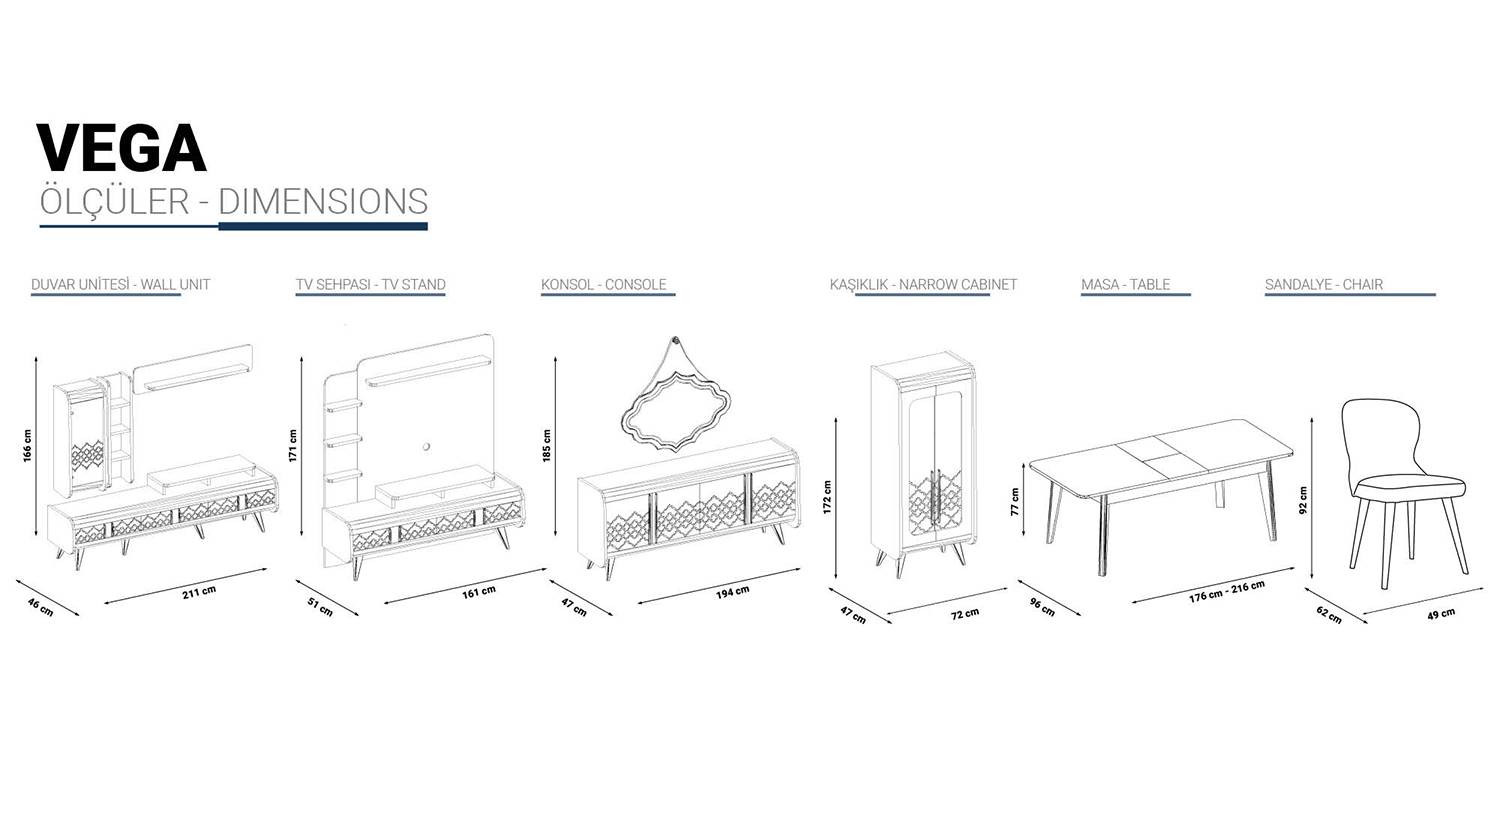 VEGA
ÖLÇÜLER - DIMENSIONS
DUVAR UNİTESİ - WALL UNIT
166 cm
46 cm
211 cm
TV SEHPASI - TV STAND
171 cm
51 cm
161 cm
KONSOL - CONSOLE
185 cm
47 cm
194 cm
KAŞIKLIK - NARROW CABINET
172 cm
47 cm
72 cm
MASA - TABLE
77 cm
96 cm
176 cm - 216 cm
SANDALYE - CHAIR
92 cm
62 cm
49 cm